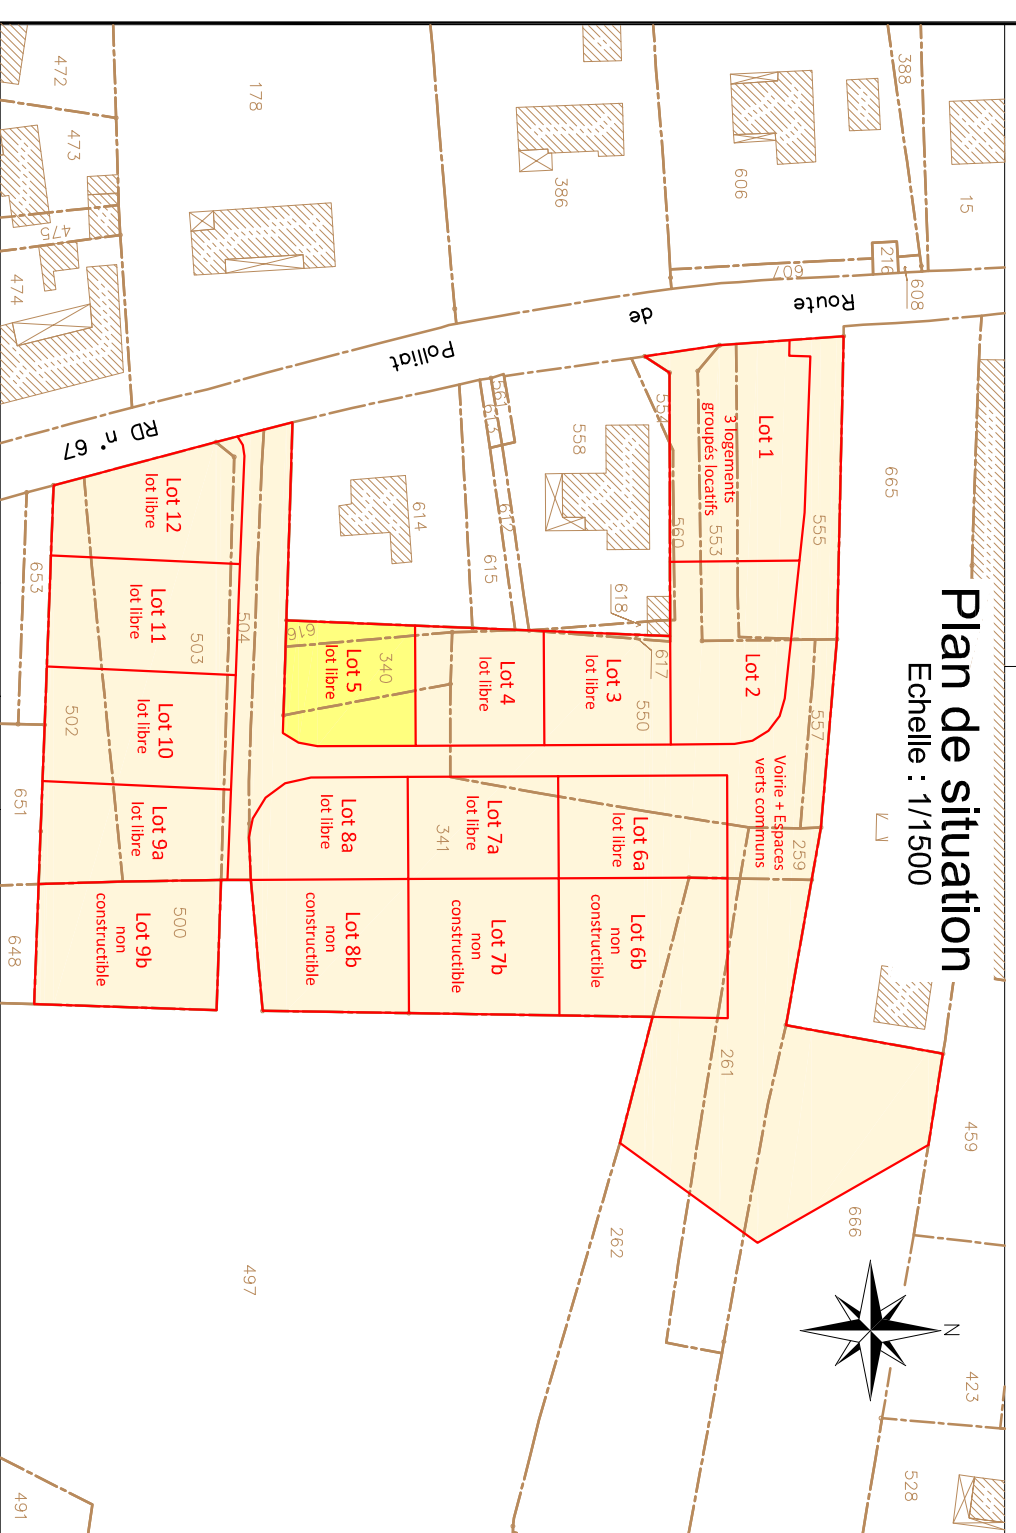 Plan de situation
Echelle : 1/1500
N
Route
de
Polliat
RD n° 67
Lot 1
3 logements
groupés locatifs
Lot 2
Lot 3
lot libre
Lot 4
lot libre
Lot 5
lot libre
Voirie + Espaces
verts communs
Lot 6a
lot libre
Lot 7a
lot libre
Lot 8a
lot libre
Lot 6b
non
constructible
Lot 7b
non
constructible
Lot 8b
non
constructible
Lot 12
lot libre
Lot 11
lot libre
Lot 10
lot libre
Lot 9a
lot libre
Lot 9b
non
constructible
15
388
608
216
607
606
386
178
472
473
475
474
665
555
553
554
560
558
561
613
612
614
615
618
617
616
550
340
557
259
341
504
503
502
500
653
651
648
261
262
497
666
459
423
528
491